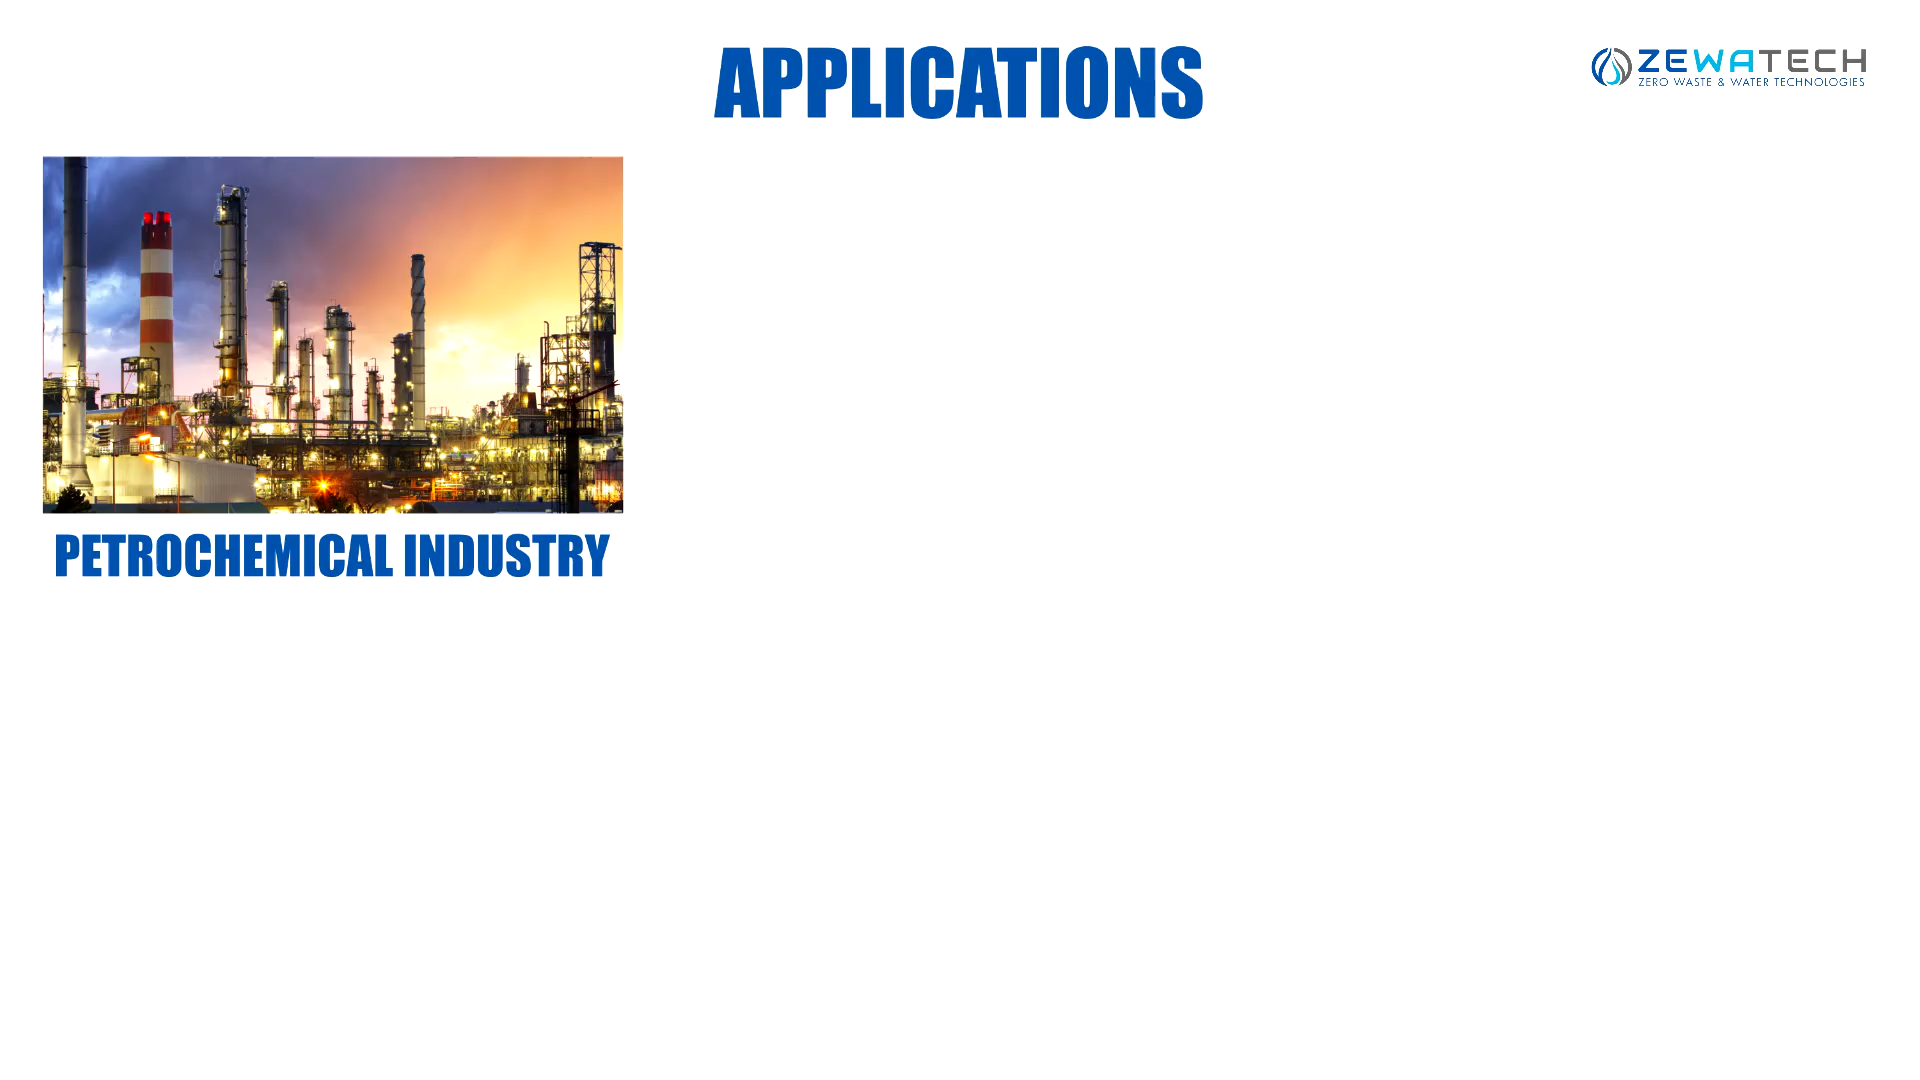 APPLICATIONS
ZEWATECH
ZERO WASTE & WATER TECHNOLOGIES
PETROCHEMICAL INDUSTRY